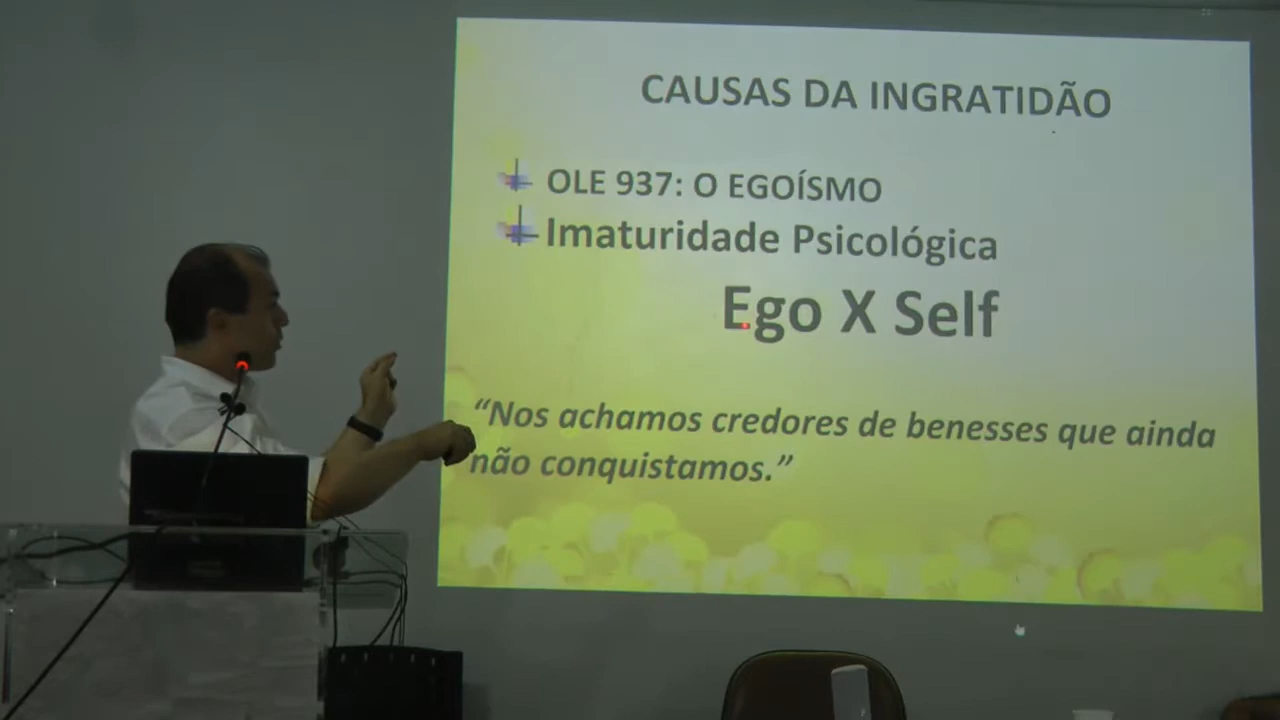 CAUSAS DA INGRATIDÃO
OLE 937: O EGOÍSMO
Imaturidade Psicológica
Ego X Self
“Nos achamos credores de benesses que ainda
não conquistamos.”